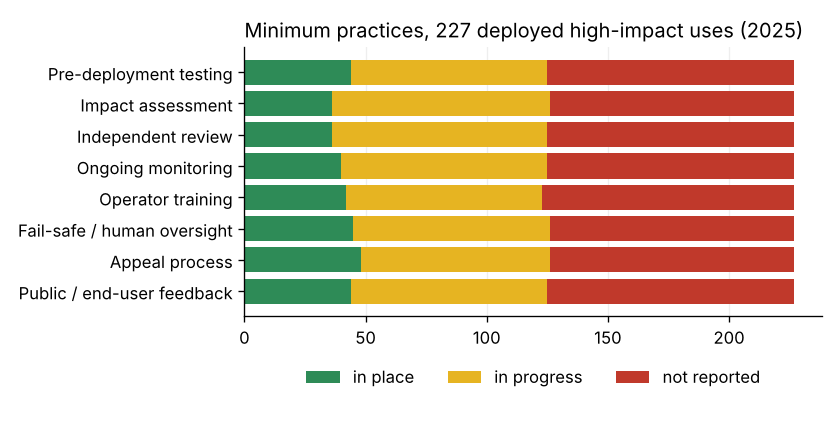 Minimum practices, 227 deployed high-impact uses (2025)
Pre-deployment testing
Impact assessment
Independent review
Ongoing monitoring
Operator training
Fail-safe / human oversight
Appeal process
Public / end-user feedback
0 50 100 150 200
in place in progress not reported